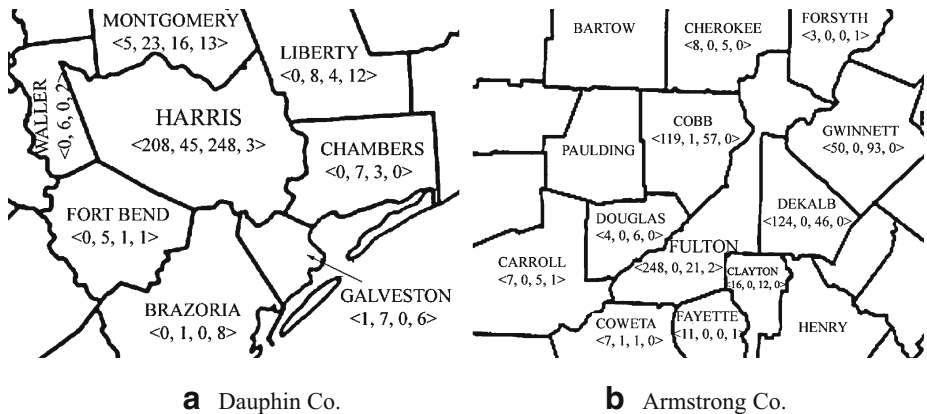 MONTGOMERY
<5, 23, 16, 13>
LIBERTY
<0, 8, 4, 12>
WALLER
<0, 6, 0, 2>
HARRIS
<208, 45, 248, 3>
CHAMBERS
<0, 7, 3, 0>
FORT BEND
<0, 5, 1, 1>
BRAZORIA
<0, 1, 0, 8>
GALVESTON
<1, 7, 0, 6>
a Dauphin Co.
BARTOW
CHEROKEE
<8, 0, 5, 0>
FORSYTH
<3, 0, 0, 1>
COBB
<119, 1, 57, 0>
GWINNETT
<50, 0, 93, 0>
PAULDING
DEKALB
<124, 0, 46, 0>
DOUGLAS
<4, 0, 6, 0>
FULTON
<248, 0, 21, 2>
CARROLL
<7, 0, 5, 1>
CLAYTON
<16, 0, 12, 0>
COWETA
<7, 1, 1, 0>
FAYETTE
<11, 0, 0, 1>
HENRY
b Armstrong Co.